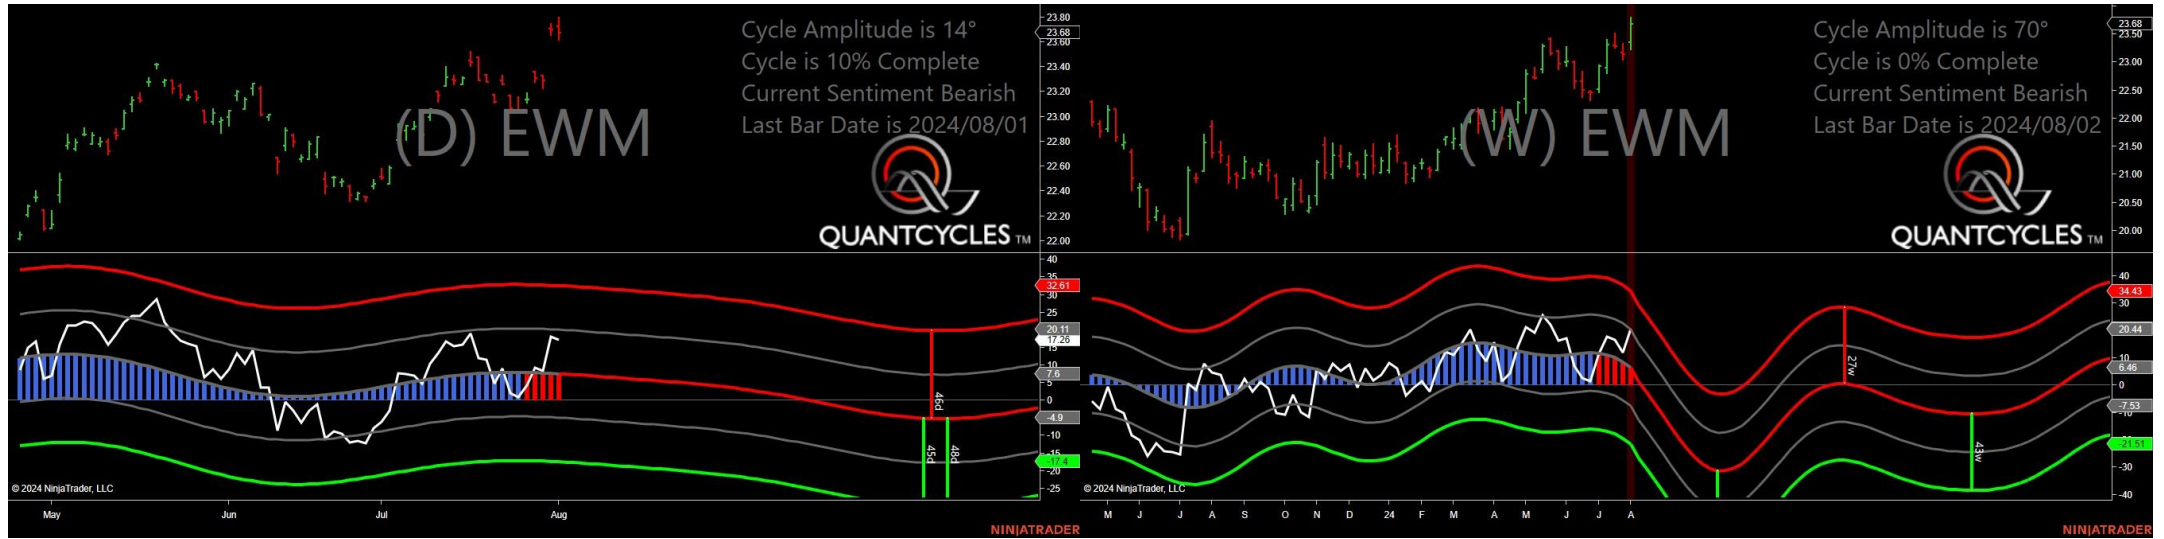 Cycle Amplitude is 14°
Cycle is 10% Complete
Current Sentiment Bearish
Last Bar Date is 2024/08/01
(D) EWM
QUANTCYCLES TM
23.80
23.68
23.60
23.40
23.20
23.00
22.80
22.60
22.40
22.20
22.00
40
35
32.61
30
25
20.11
17.26
15
10
7.6
5
0
-4.9
-10
-15
-17.4
-20
-25
46d
45d
48d
© 2024 NinjaTrader, LLC
May Jun Jul Aug
NINJATRADER
Cycle Amplitude is 70°
Cycle is 0% Complete
Current Sentiment Bearish
Last Bar Date is 2024/08/02
(W) EWM
QUANTCYCLES TM
23.68
23.50
23.00
22.50
22.00
21.50
21.00
20.50
20.00
40
34.43
30
20.44
10
6.46
0
-7.53
-10
-21.51
-30
-40
27w
43w
© 2024 NinjaTrader, LLC
M J J A S O N D 24 F M A M J J A
NINJATRADER